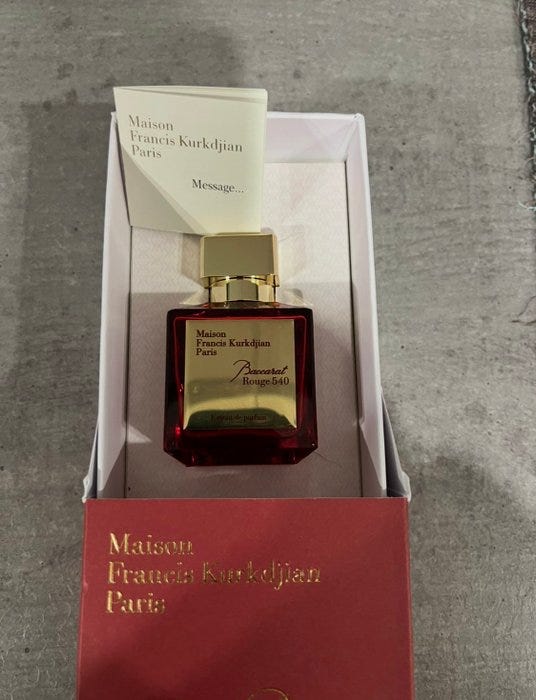 Maison
Francis Kurkdjian
Paris
Message...
Maison
Francis Kurkdjian
Paris
Baccarat
Rouge 540
Extrait de parfum
Maison
Francis Kurkdjian
Paris